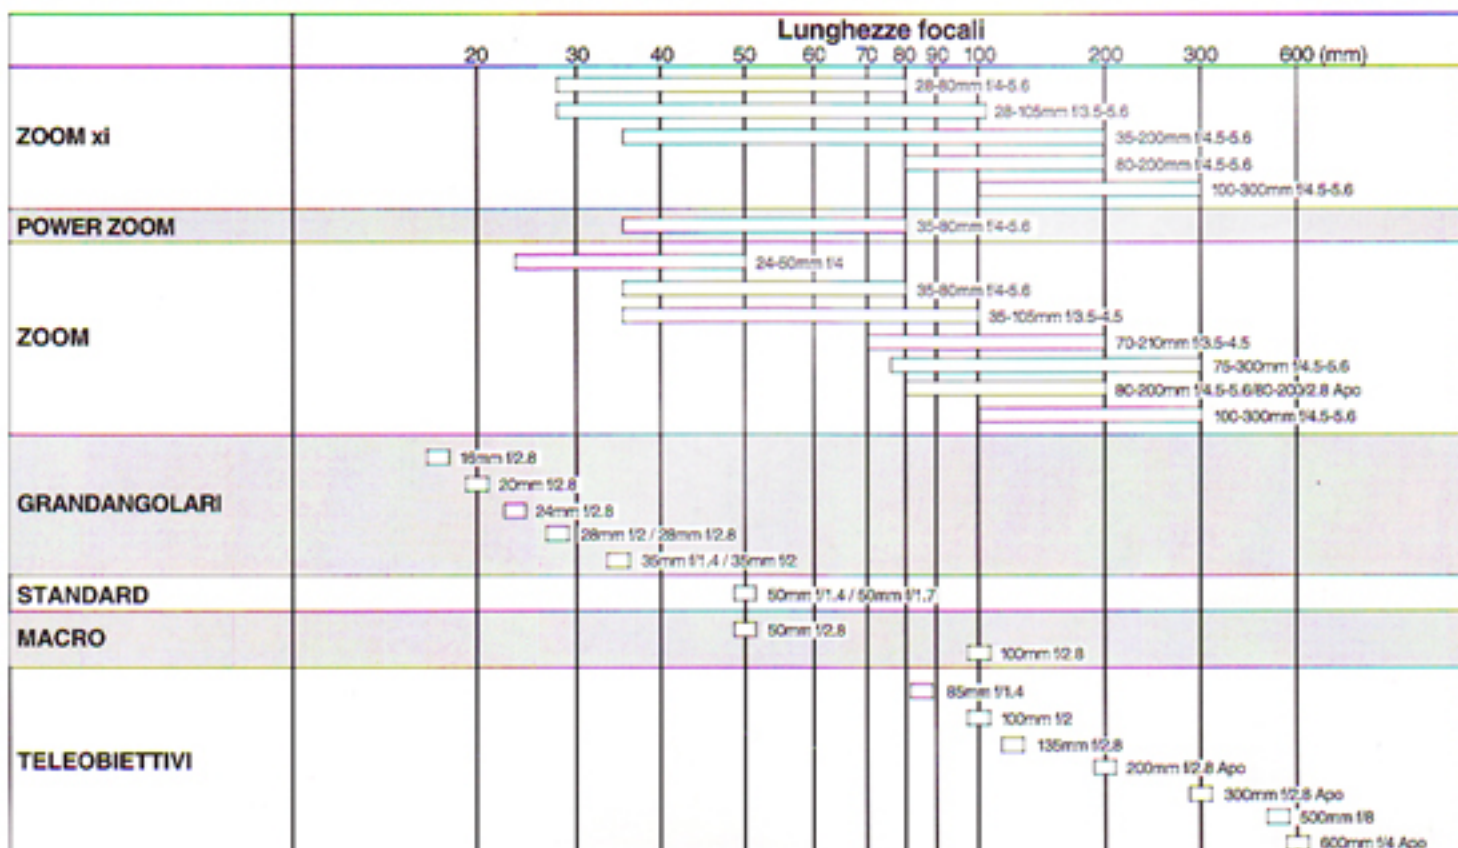 Lunghezze focali
20 30 40 50 60 70 80 90 100 200 300 600 (mm)
28-80mm f/4-5.6
28-105mm f/3.5-5.6
ZOOM xi
35-200mm f/4.5-5.6
80-200mm f/4.5-5.6
100-300mm f/4.5-5.6
POWER ZOOM
35-80mm f/4-5.6
24-50mm f/4
35-80mm f/4-5.6
35-105mm f/3.5-4.5
ZOOM
70-210mm f/3.5-4.5
75-300mm f/4.5-5.6
80-200mm f/4.5-5.6/80-200/2.8 Apo
100-300mm f/4.5-5.6
16mm f/2.8
20mm f/2.8
GRANDANGOLARI
24mm f/2.8
28mm f/2 / 28mm f/2.8
35mm f/1.4 / 35mm f/2
STANDARD
50mm f/1.4 / 50mm f/1.7
MACRO
50mm f/2.8
100mm f/2.8
85mm f/1.4
100mm f/2
135mm f/2.8
TELEOBIETTIVI
200mm f/2.8 Apo
300mm f/2.8 Apo
500mm f/8
600mm f/4 Apo